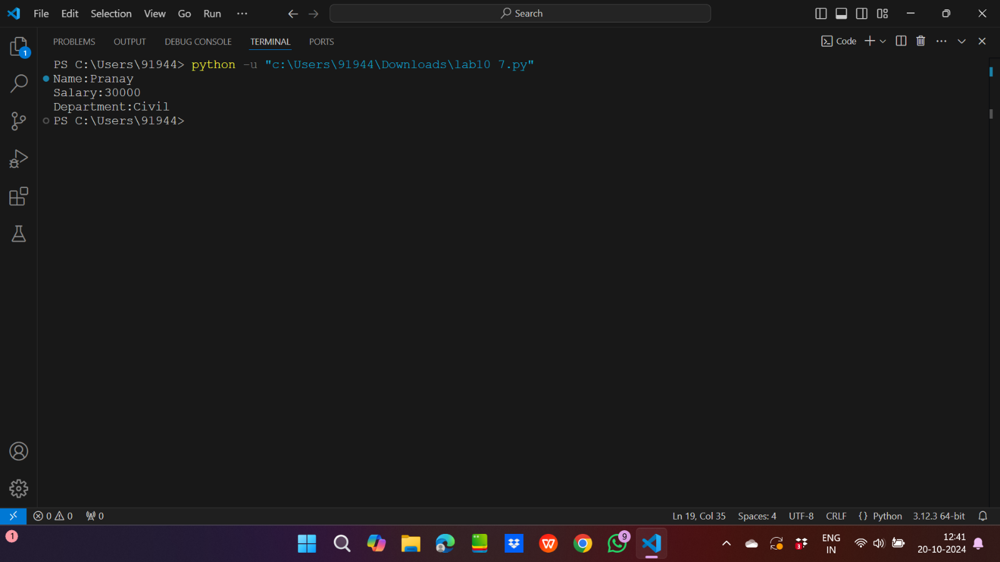 File Edit Selection View Go Run ···
Search
1
PROBLEMS OUTPUT DEBUG CONSOLE TERMINAL PORTS
Code
PS C:\Users\91944> python -u "c:\Users\91944\Downloads\lab10 7.py"
Name:Pranay
Salary:30000
Department:Civil
PS C:\Users\91944>
0 0 0
Ln 19, Col 35 Spaces: 4 UTF-8 CRLF {} Python 3.12.3 64-bit
1
W
9
3
ENG
IN
12:41
20-10-2024